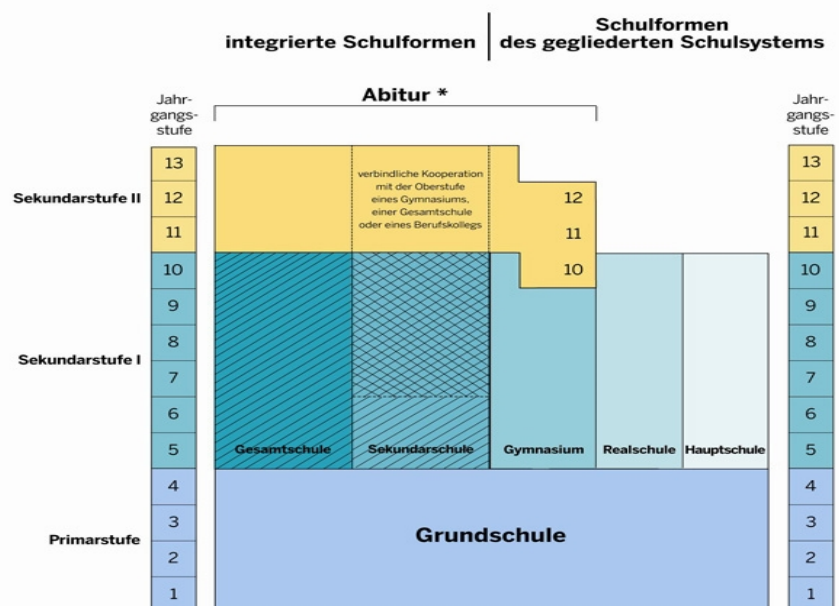 integrierte Schulformen
Schulformen
des gegliederten Schulsystems
Abitur *
Jahr-
gangs-
stufe
Jahr-
gangs-
stufe
Sekundarstufe II
13
12
11
verbindliche Kooperation
mit der Oberstufe
eines Gymnasiums,
einer Gesamtschule
oder eines Berufskollegs
12
11
10
13
12
11
Sekundarstufe I
10
9
8
7
6
5
Gesamtschule
Sekundarschule
Gymnasium
Realschule
Hauptschule
10
9
8
7
6
5
Primarstufe
4
3
2
1
Grundschule
4
3
2
1